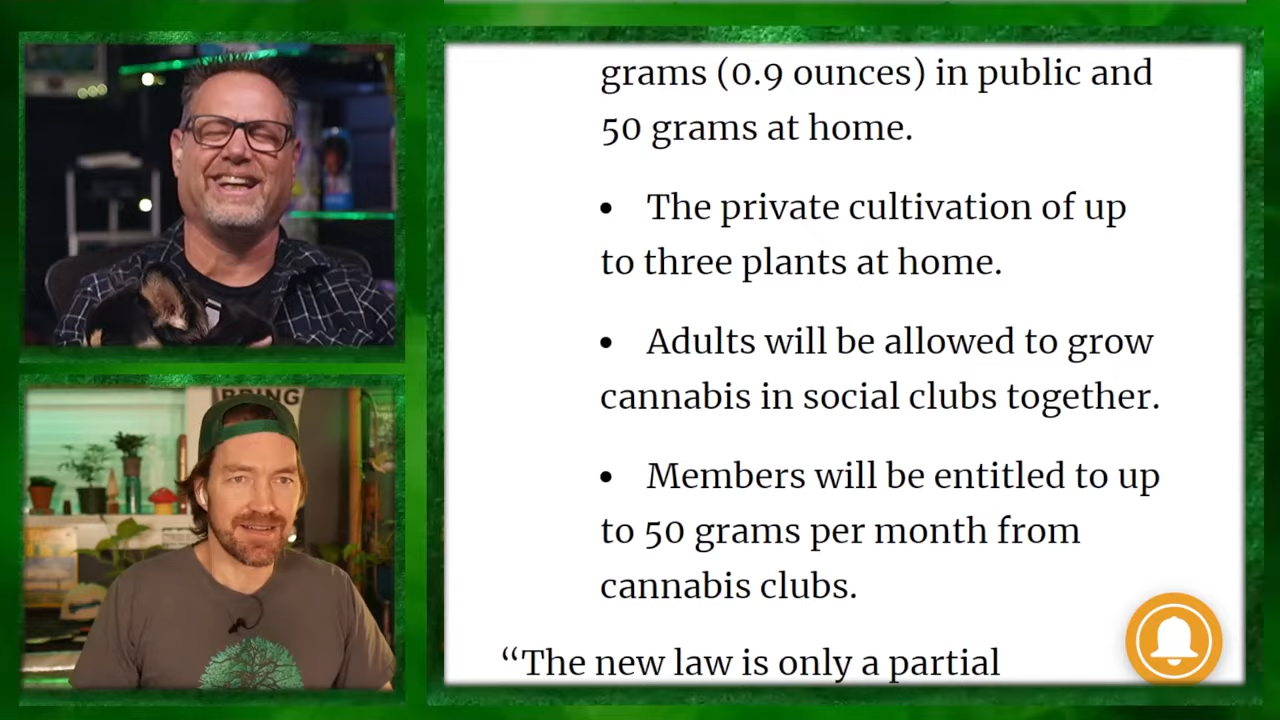 BRING
grams (0.9 ounces) in public and
50 grams at home.
• The private cultivation of up
to three plants at home.
• Adults will be allowed to grow
cannabis in social clubs together.
• Members will be entitled to up
to 50 grams per month from
cannabis clubs.
“The new law is only a partial